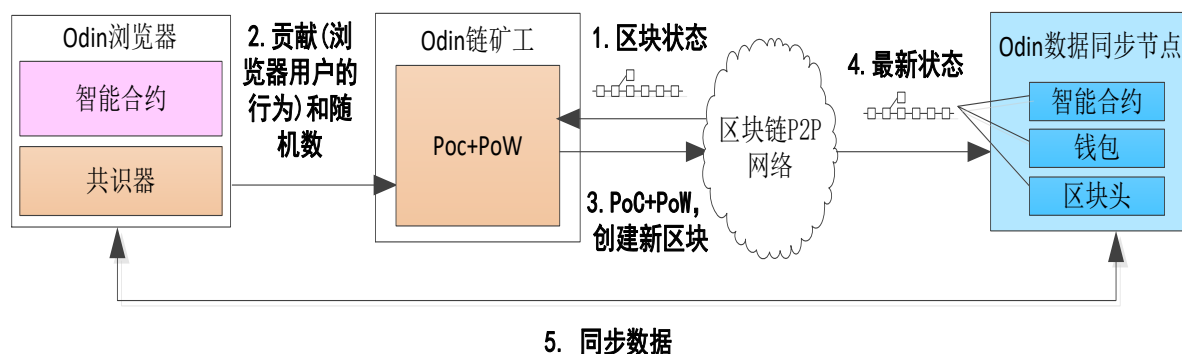 Odin浏览器
智能合约
共识器
2.贡献(浏
览器用户的
行为)和随
机数
Odin链矿工
Poc+PoW
1.区块状态
区块链P2P
网络
3.PoC+PoW,
创建新区块
4.最新状态
Odin数据同步节点
智能合约
钱包
区块头
5. 同步数据